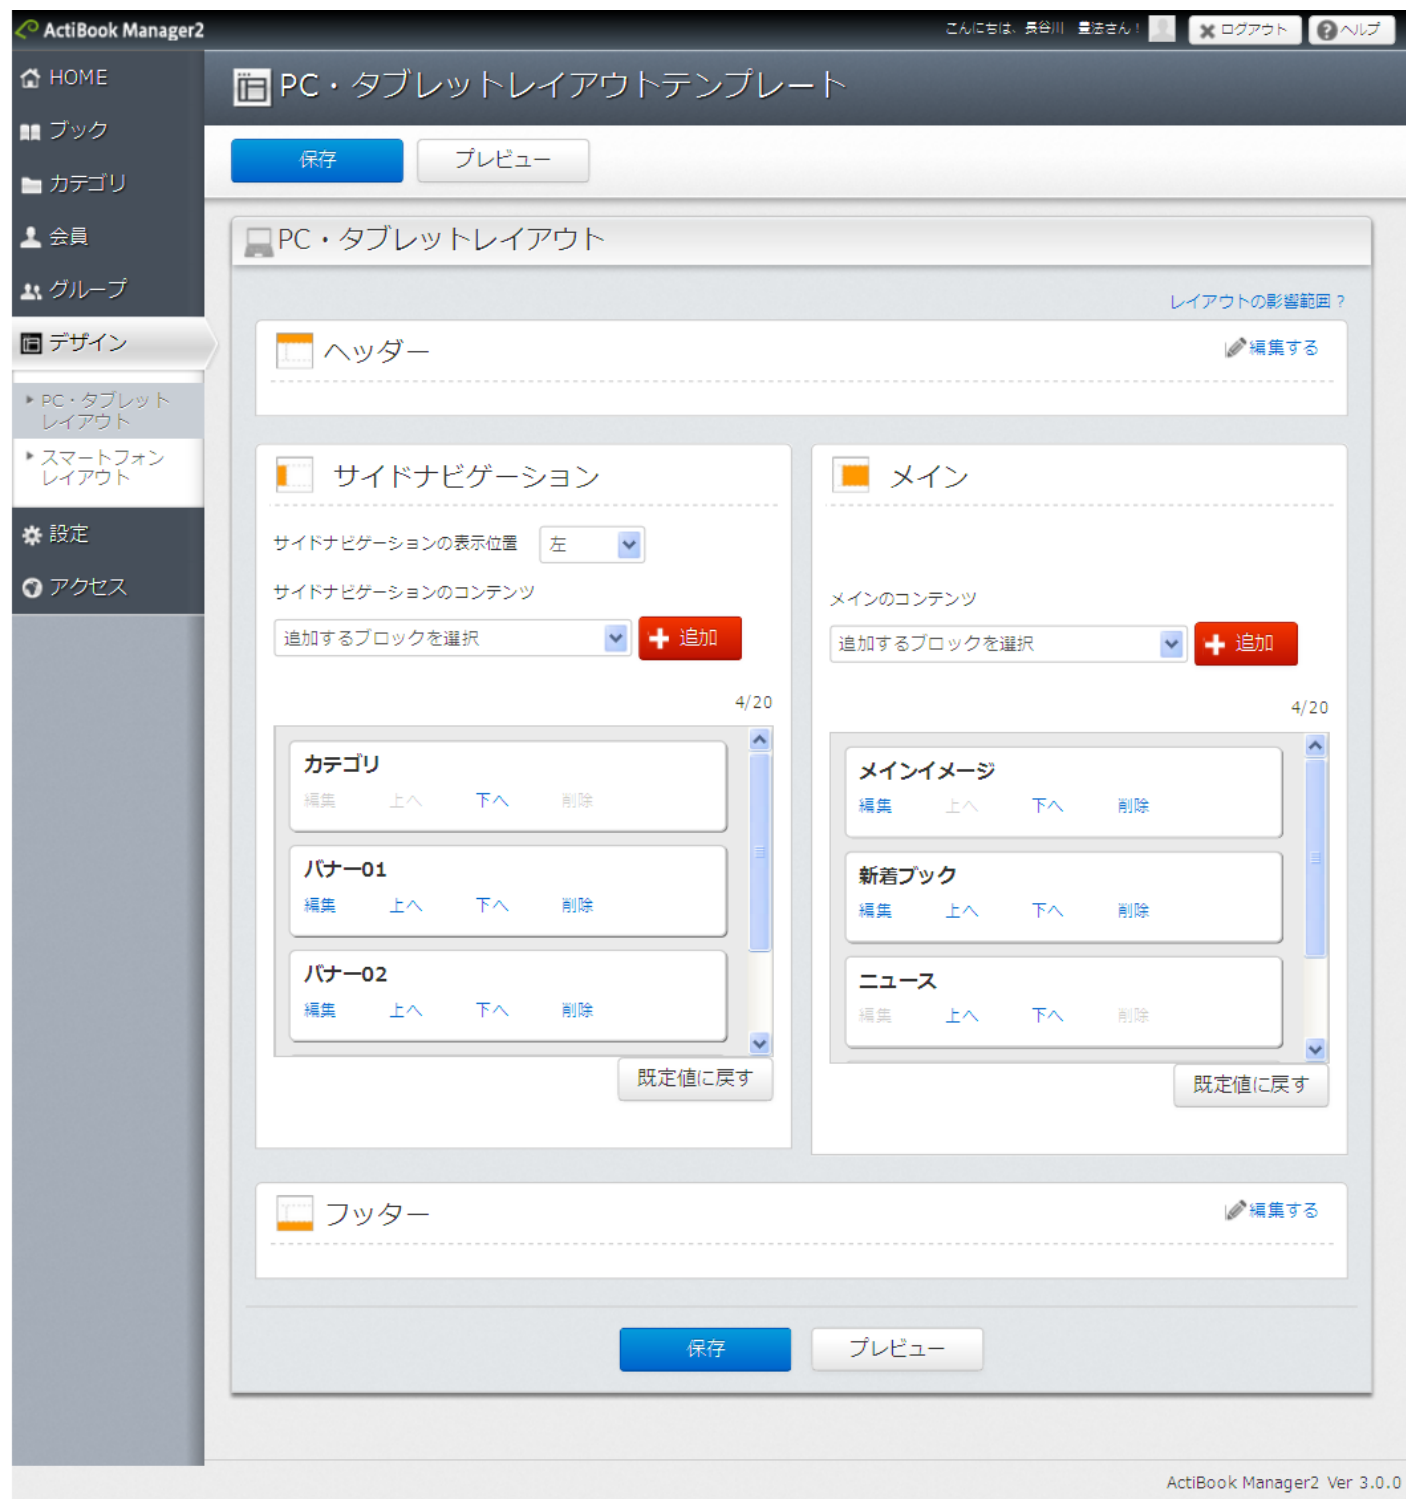 ActiBook Manager2
こんにちは、長谷川 豊法さん!
ログアウト
ヘルプ
HOME
ブック
カテゴリ
会員
グループ
デザイン
PC・タブレット
レイアウト
スマートフォン
レイアウト
設定
アクセス
PC・タブレットレイアウトテンプレート
保存
プレビュー
PC・タブレットレイアウト
レイアウトの影響範囲 ?
ヘッダー
編集する
サイドナビゲーション
サイドナビゲーションの表示位置
左
サイドナビゲーションのコンテンツ
追加するブロックを選択
追加
4/20
カテゴリ
編集 上へ 下へ 削除
バナー01
編集 上へ 下へ 削除
バナー02
編集 上へ 下へ 削除
既定値に戻す
メイン
メインのコンテンツ
追加するブロックを選択
追加
4/20
メインイメージ
編集 上へ 下へ 削除
新着ブック
編集 上へ 下へ 削除
ニュース
編集 上へ 下へ 削除
既定値に戻す
フッター
編集する
保存
プレビュー
ActiBook Manager2 Ver 3.0.0